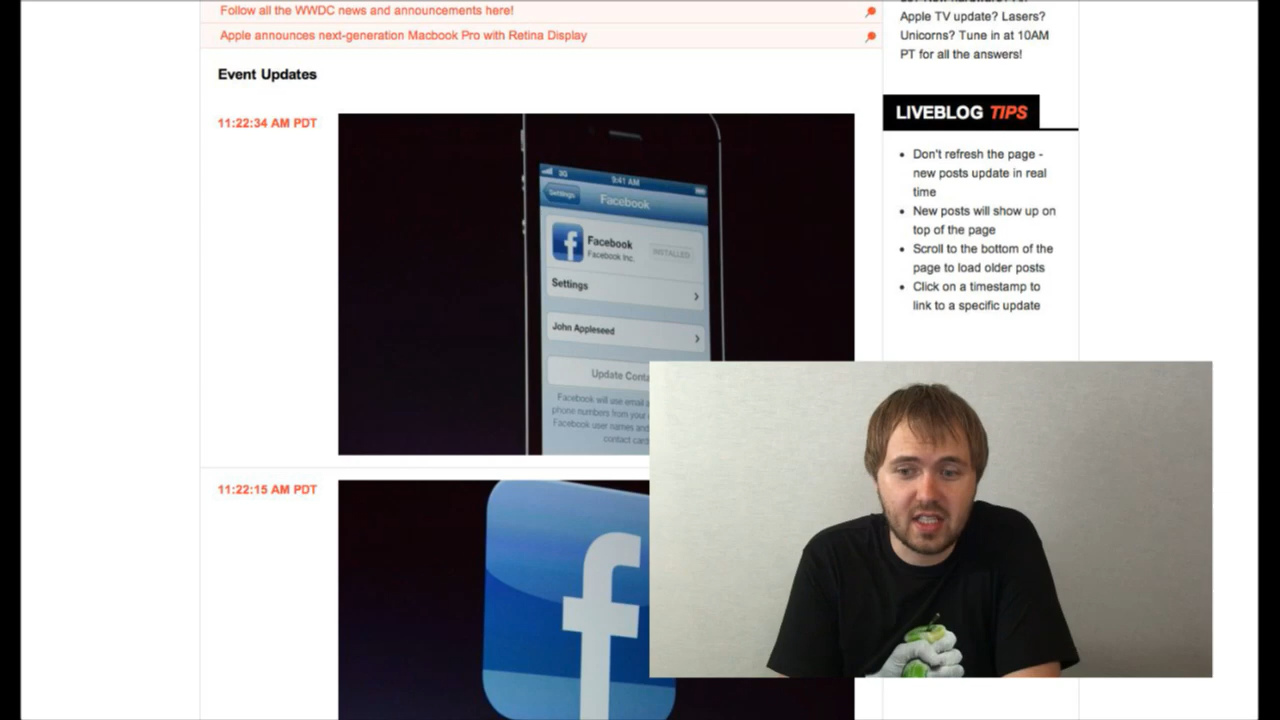 Follow all the WWDC news and announcements here!
Apple announces next-generation Macbook Pro with Retina Display
Event Updates
11:22:34 AM PDT
3G
9:41 AM
Settings
Facebook
Facebook
Facebook Inc.
INSTALLED
Settings
John Appleseed
Update Conta
Facebook will use email a
phone numbers from your
Facebook user names and
contact card
11:22:15 AM PDT
f
Apple TV update? Lasers?
Unicorns? Tune in at 10AM
PT for all the answers!
LIVEBLOG TIPS
Don't refresh the page -
new posts update in real
time
New posts will show up on
top of the page
Scroll to the bottom of the
page to load older posts
Click on a timestamp to
link to a specific update